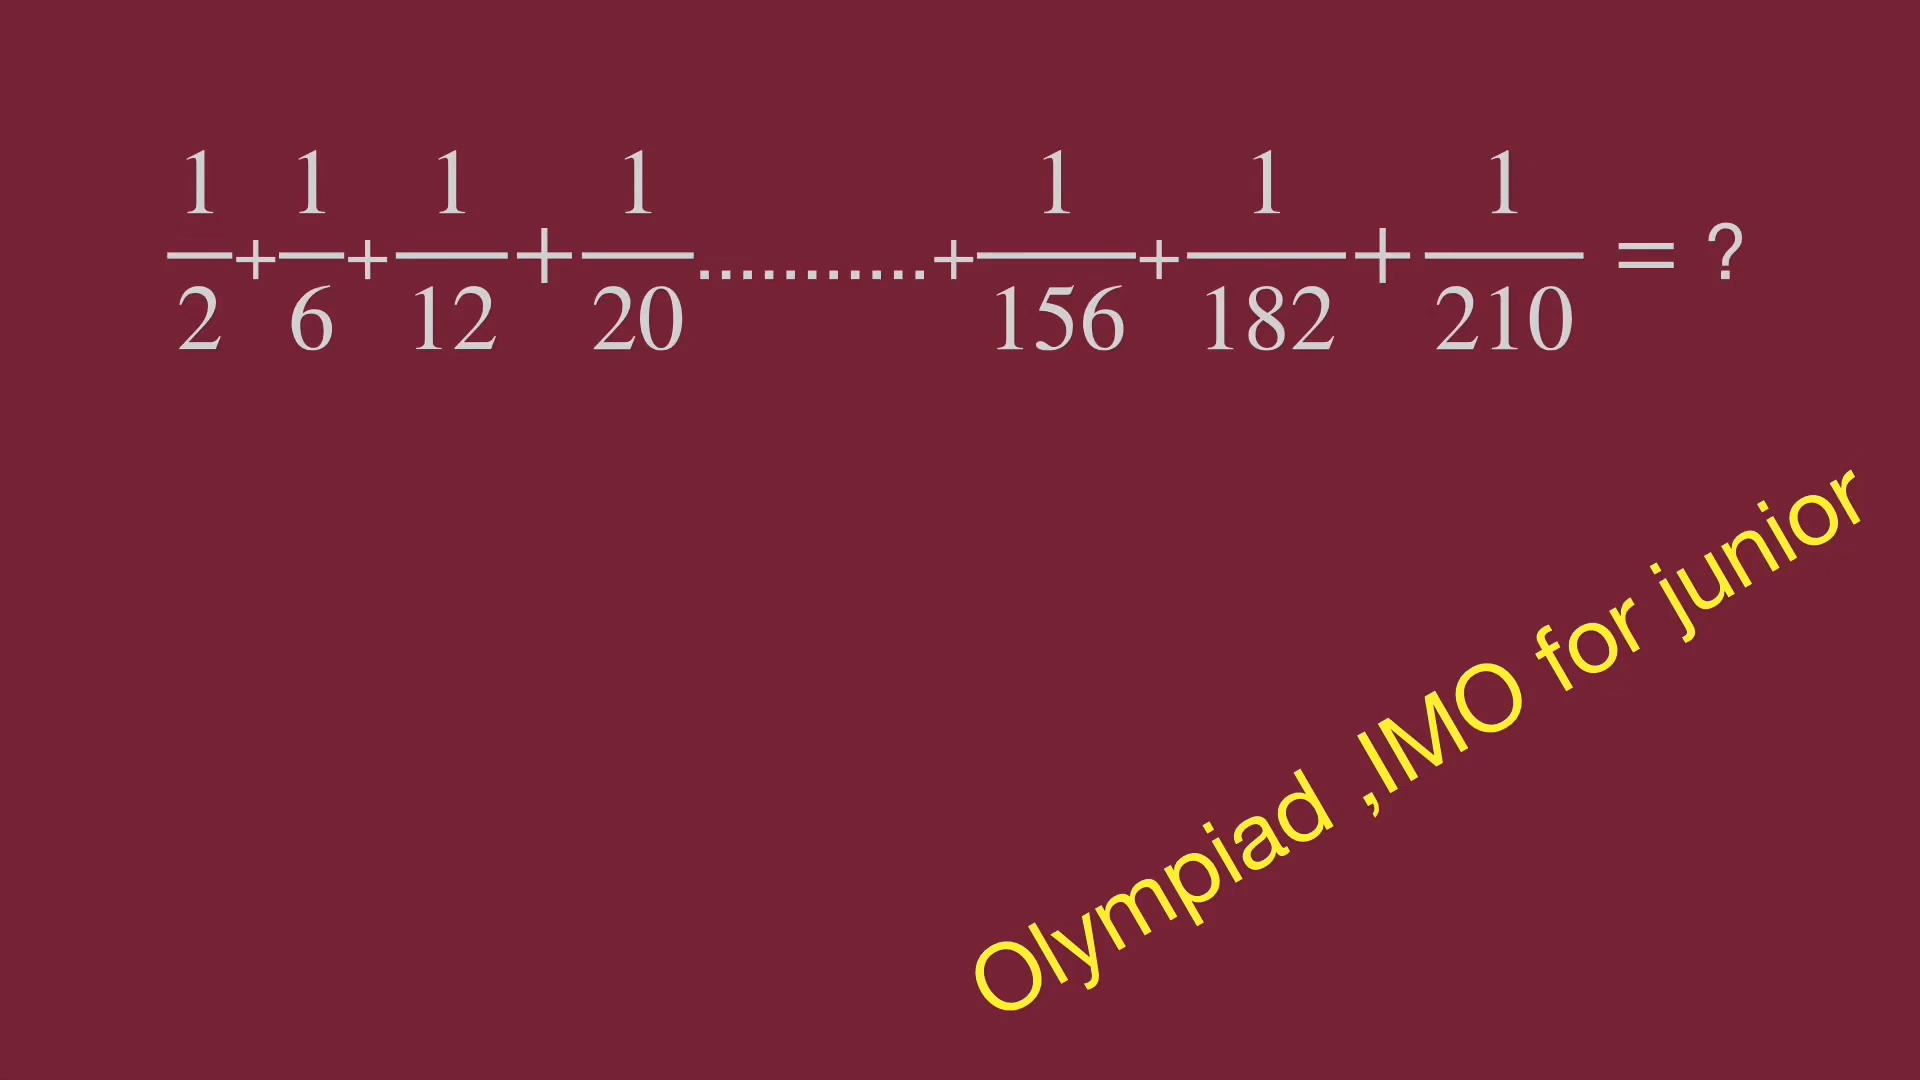 1/2+1/6+1/12+1/20...........+1/156+1/182+1/210 = ?
Olympiad ,IMO for junior